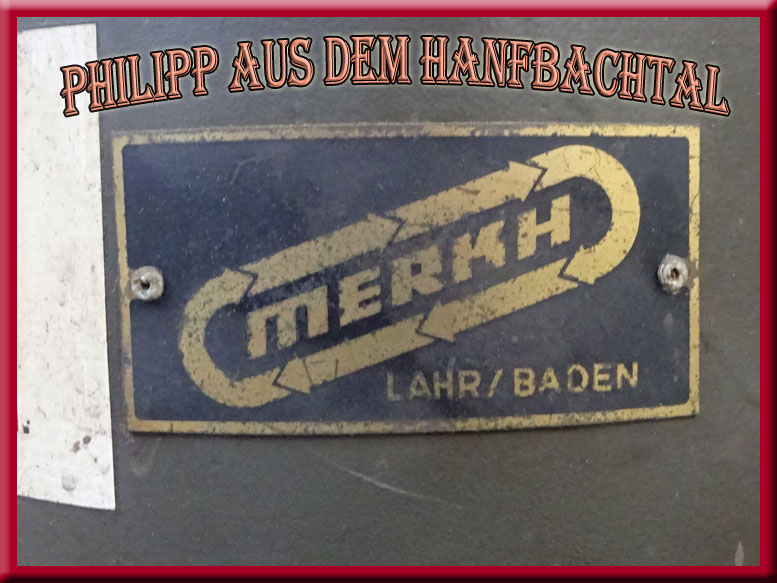 PHILIPP AUS DEM HANFBACHTAL
MERKH
LAHR/BADEN